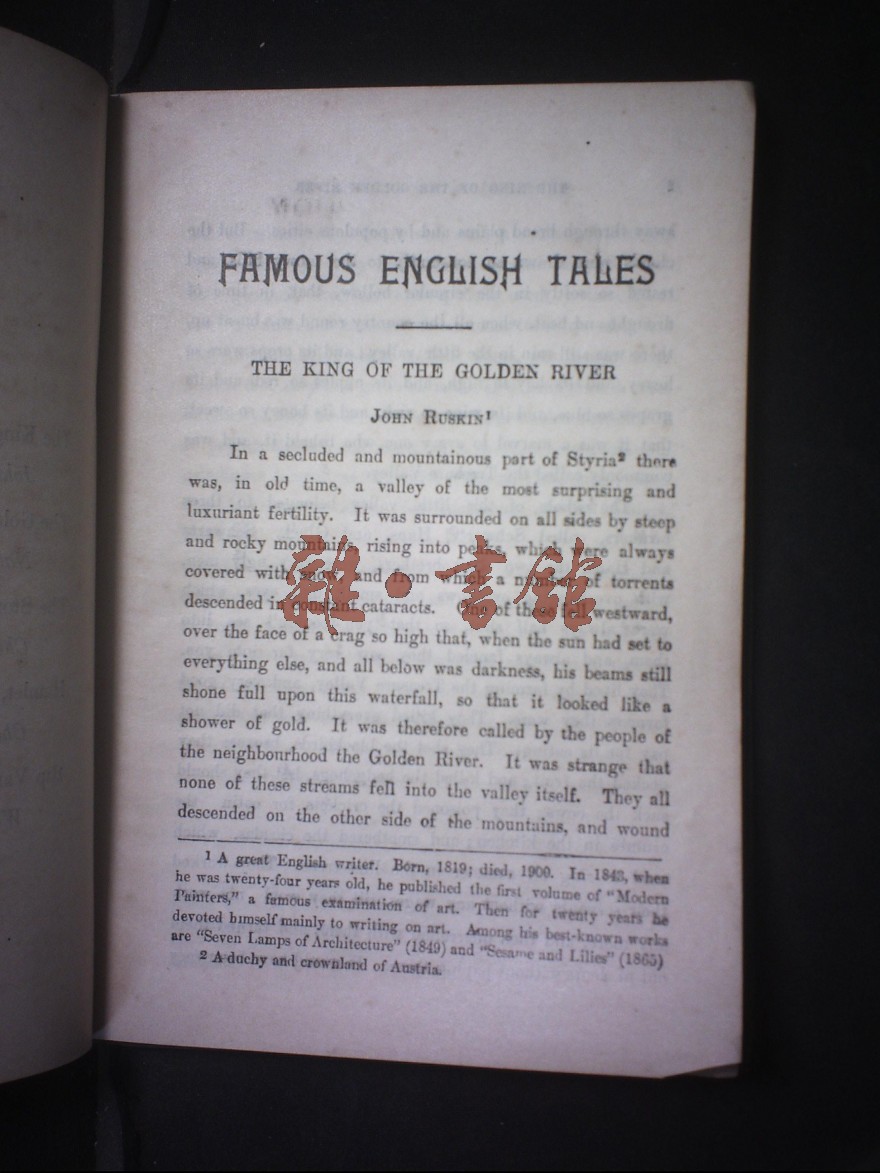 FAMOUS ENGLISH TALES
THE KING OF THE GOLDEN RIVER
JOHN RUSKIN¹
In a secluded and mountainous part of Styria² there
was, in old time, a valley of the most surprising and
luxuriant fertility. It was surrounded on all sides by steep
and rocky mountains, rising into peaks, which were always
covered with snow, and from which a number of torrents
descended in constant cataracts. One of these fell westward,
over the face of a crag so high that, when the sun had set to
everything else, and all below was darkness, his beams still
shone full upon this waterfall, so that it looked like a
shower of gold. It was therefore called by the people of
the neighbourhood the Golden River. It was strange that
none of these streams fell into the valley itself. They all
descended on the other side of the mountains, and wound
¹ A great English writer. Born, 1819; died, 1900. In 1843, when
he was twenty-four years old, he published the first volume of "Modern
Painters," a famous examination of art. Then for twenty years he
devoted himself mainly to writing on art. Among his best-known works
are "Seven Lamps of Architecture" (1849) and "Sesame and Lilies" (1865)
² A duchy and crownland of Austria.
雜·書館